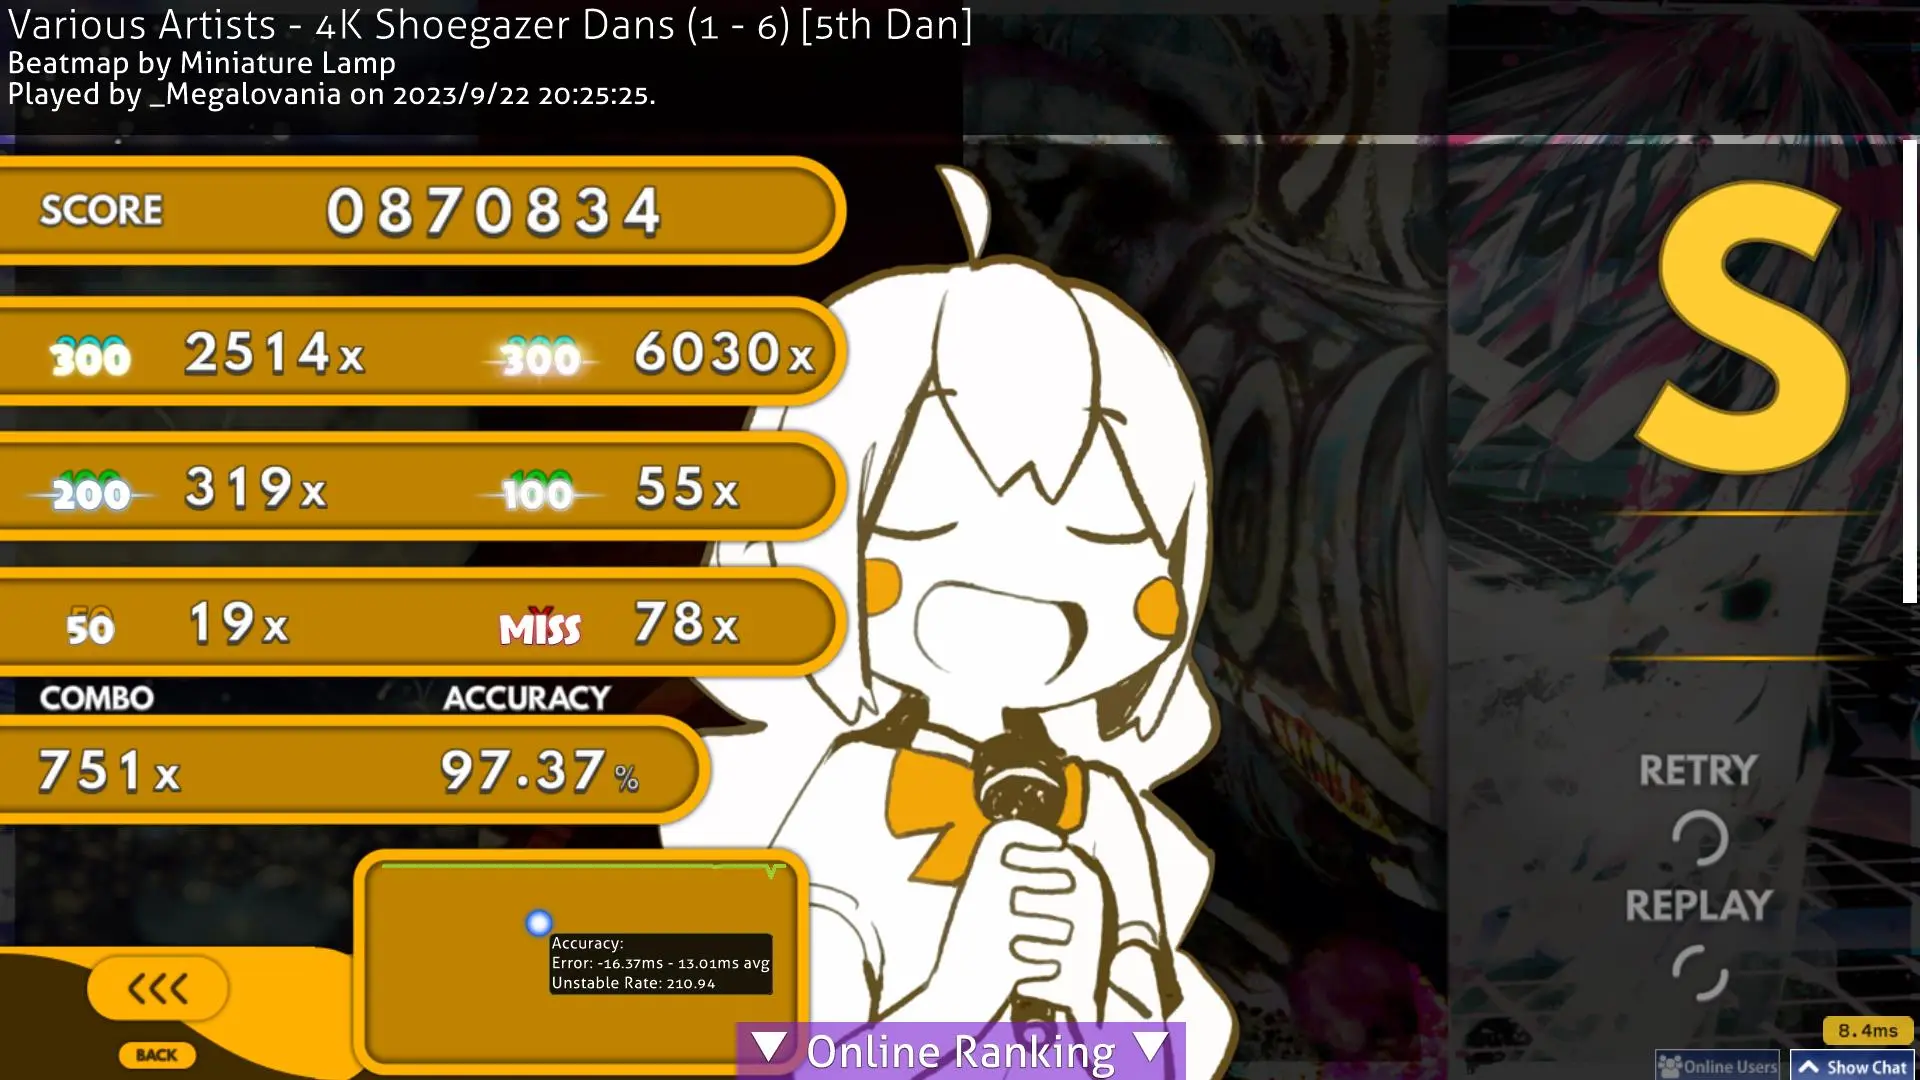 Various Artists - 4K Shoegazer Dans (1 - 6) [5th Dan]
Beatmap by Miniature Lamp
Played by _Megalovania on 2023/9/22 20:25:25.
SCORE 0870834
300 2514x 300 6030x
200 319x 100 55x
50 19x MISS 78x
COMBO ACCURACY
751x 97.37%
S
RETRY
REPLAY
Accuracy:
Error: -16.37ms - 13.01ms avg
Unstable Rate: 210.94
BACK
▼ Online Ranking ▼
8.4ms
Online Users
Show Chat